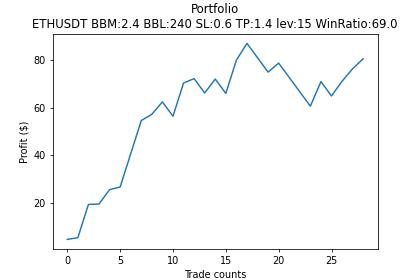 Portfolio
ETHUSDT BBM:2.4 BBL:240 SL:0.6 TP:1.4 lev:15 WinRatio:69.0
80
60
40
20
Profit ($)
0 5 10 15 20 25
Trade counts